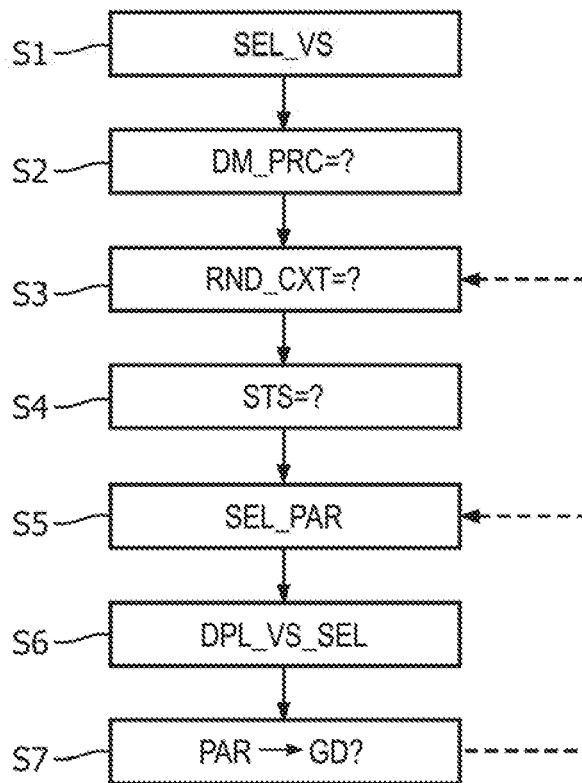 S1 SEL_VS
S2 DM_PRC=?
S3 RND_CXT=?
S4 STS=?
S5 SEL_PAR
S6 DPL_VS_SEL
S7 PAR → GD?